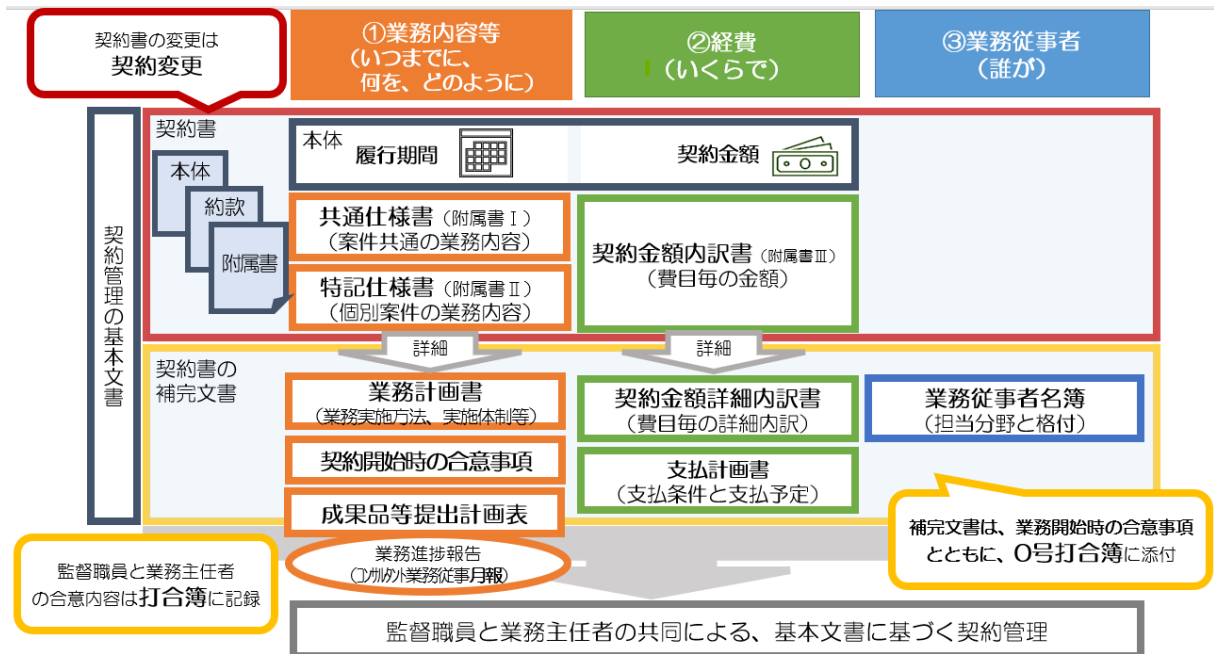 契約書の変更は
契約変更
①業務内容等
(いつまでに、
何を、どのように)
②経費
(いくらで)
③業務従事者
(誰が)
契約管理の基本文書
契約書
本体
約款
附属書
本体
履行期間
契約金額
共通仕様書(附属書Ⅰ)
(案件共通の業務内容)
特記仕様書(附属書Ⅱ)
(個別案件の業務内容)
契約金額内訳書(附属書Ⅲ)
(費目毎の金額)
詳細
詳細
契約書の
補完文書
業務計画書
(業務実施方法、実施体制等)
契約開始時の合意事項
成果品等提出計画表
業務進捗報告
(ｺﾝｻﾙﾀﾝﾄ業務従事月報)
契約金額詳細内訳書
(費目毎の詳細内訳)
支払計画書
(支払条件と支払予定)
業務従事者名簿
(担当分野と格付)
補完文書は、業務開始時の合意事項
とともに、0号打合簿に添付
監督職員と業務主任者
の合意内容は打合簿に記録
監督職員と業務主任者の共同による、基本文書に基づく契約管理